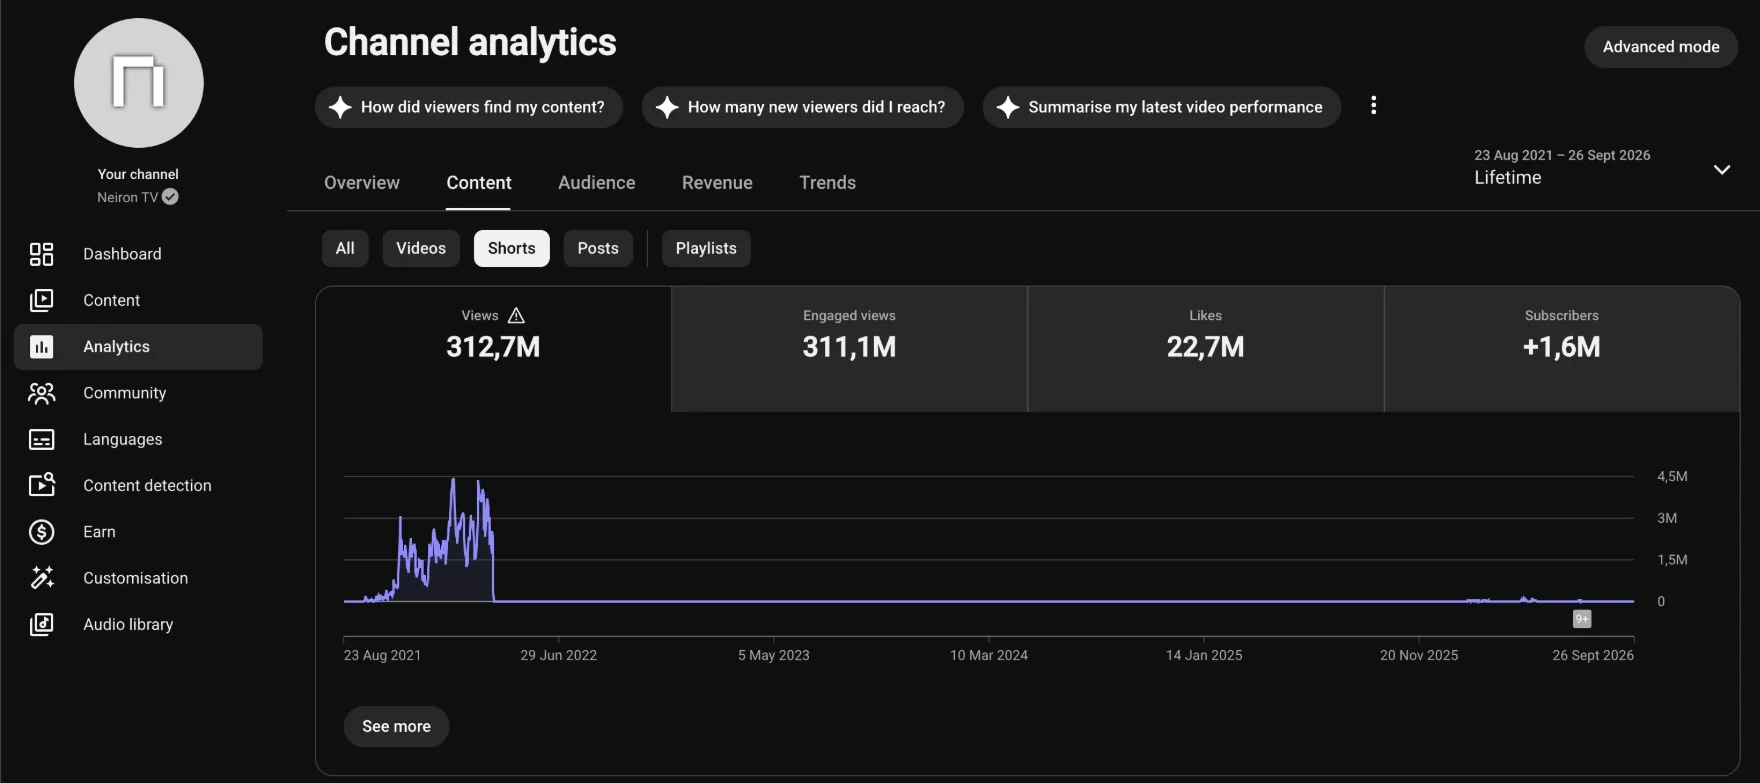 Channel analytics
Advanced mode
How did viewers find my content?
How many new viewers did I reach?
Summarise my latest video performance
23 Aug 2021 – 26 Sept 2026
Lifetime
Your channel
Neiron TV
Dashboard
Content
Analytics
Community
Languages
Content detection
Earn
Customisation
Audio library
Overview
Content
Audience
Revenue
Trends
All
Videos
Shorts
Posts
Playlists
Views
312,7M
Engaged views
311,1M
Likes
22,7M
Subscribers
+1,6M
4,5M
3M
1,5M
0
9+
23 Aug 2021
29 Jun 2022
5 May 2023
10 Mar 2024
14 Jan 2025
20 Nov 2025
26 Sept 2026
See more